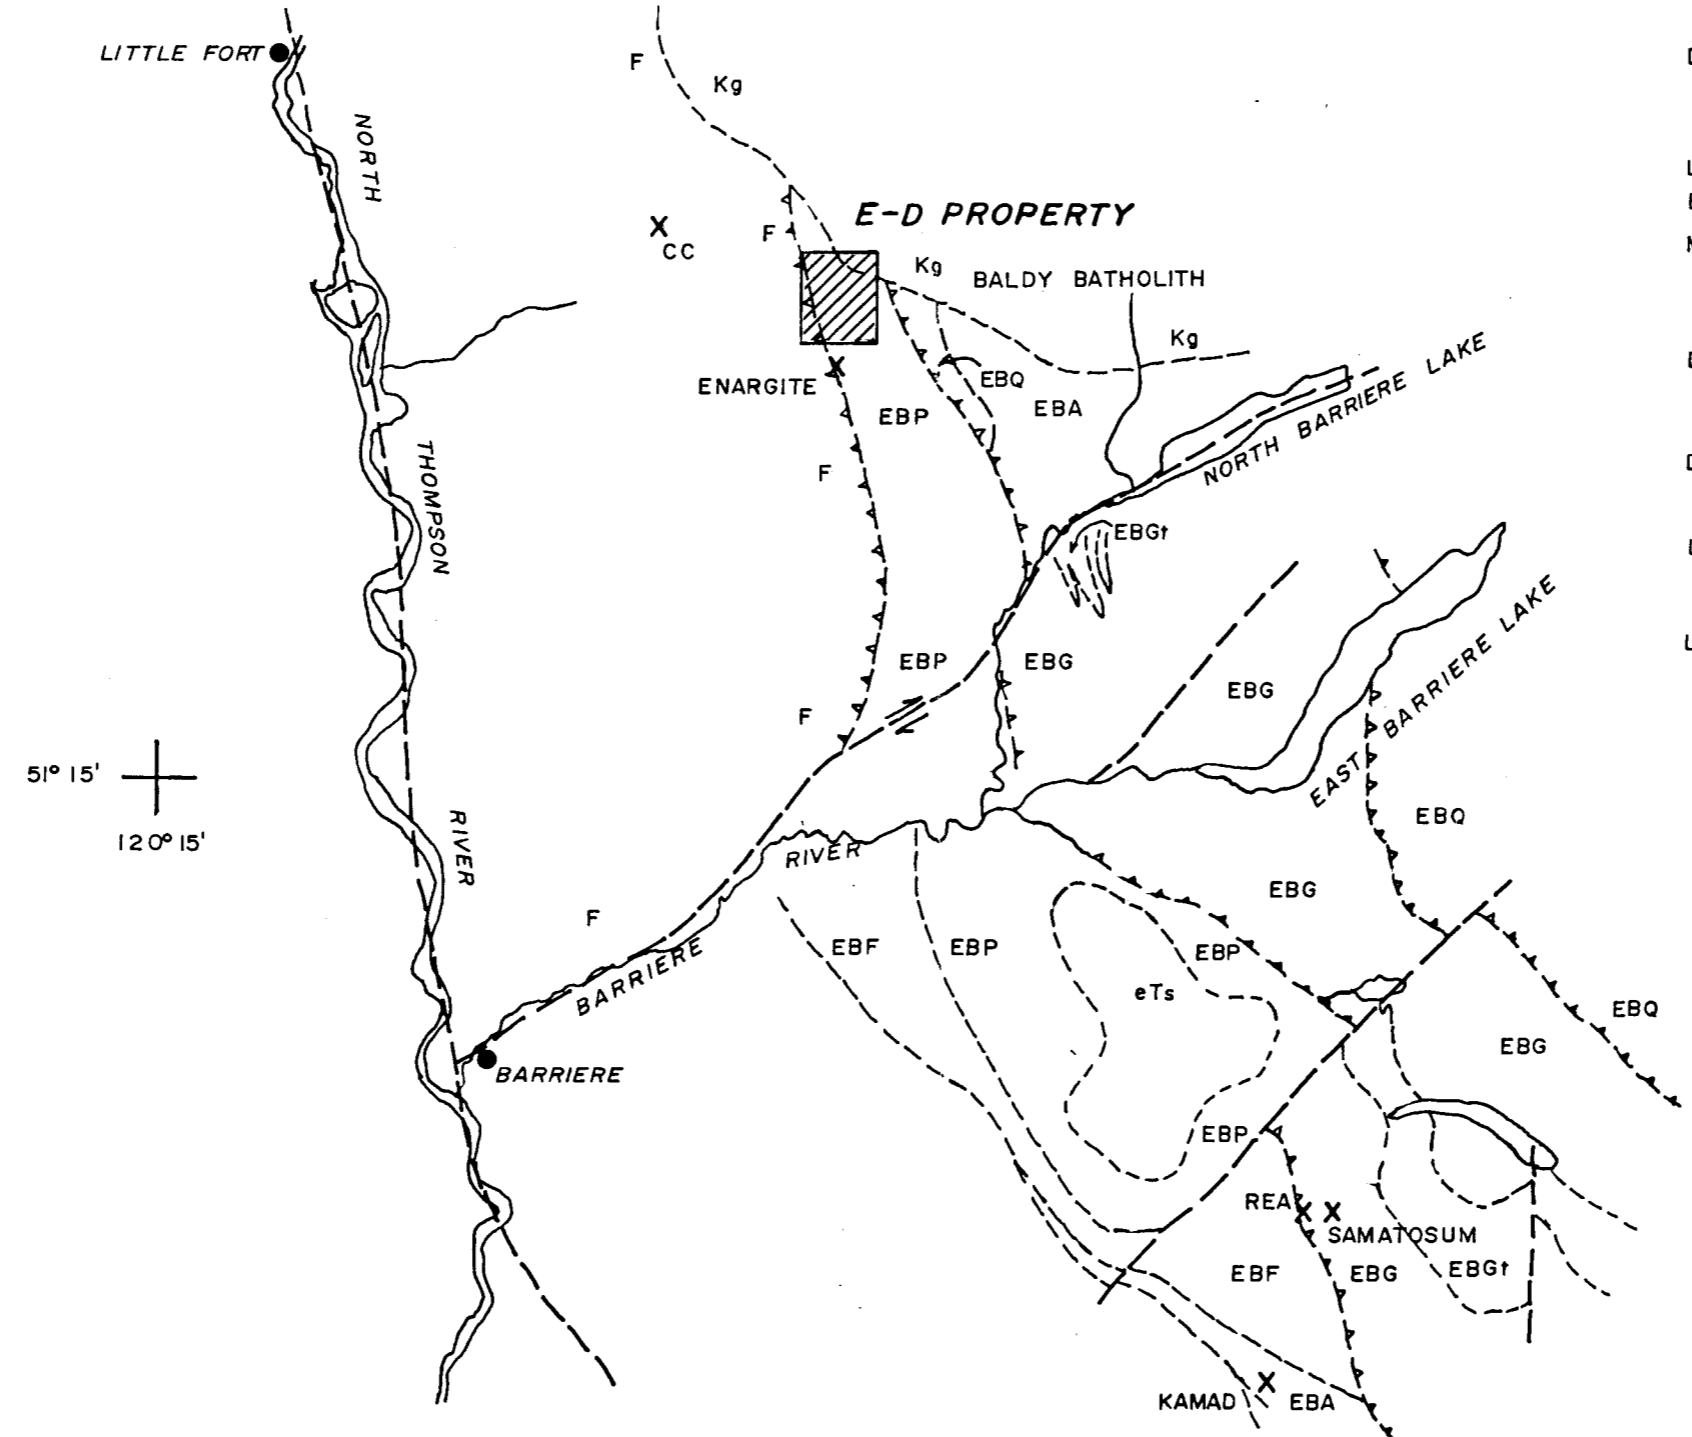 LITTLE FORT
F
Kg
NORTH
E-D PROPERTY
F
CC
Kg
BALDY BATHOLITH
Kg
ENARGITE
EBQ
EBP
EBA
NORTH BARRIERE LAKE
F
THOMPSON
EBGt
EBP
EBG
EBG
F
EAST BARRIERE LAKE
51° 15'
120° 15'
EBQ
RIVER
RIVER
EBG
F
EBF
EBP
EBP
BARRIERE
eTs
EBQ
EBG
BARRIERE
EBP
REA
SAMATOSUM
EBF
EBG
EBGt
KAMAD
EBA